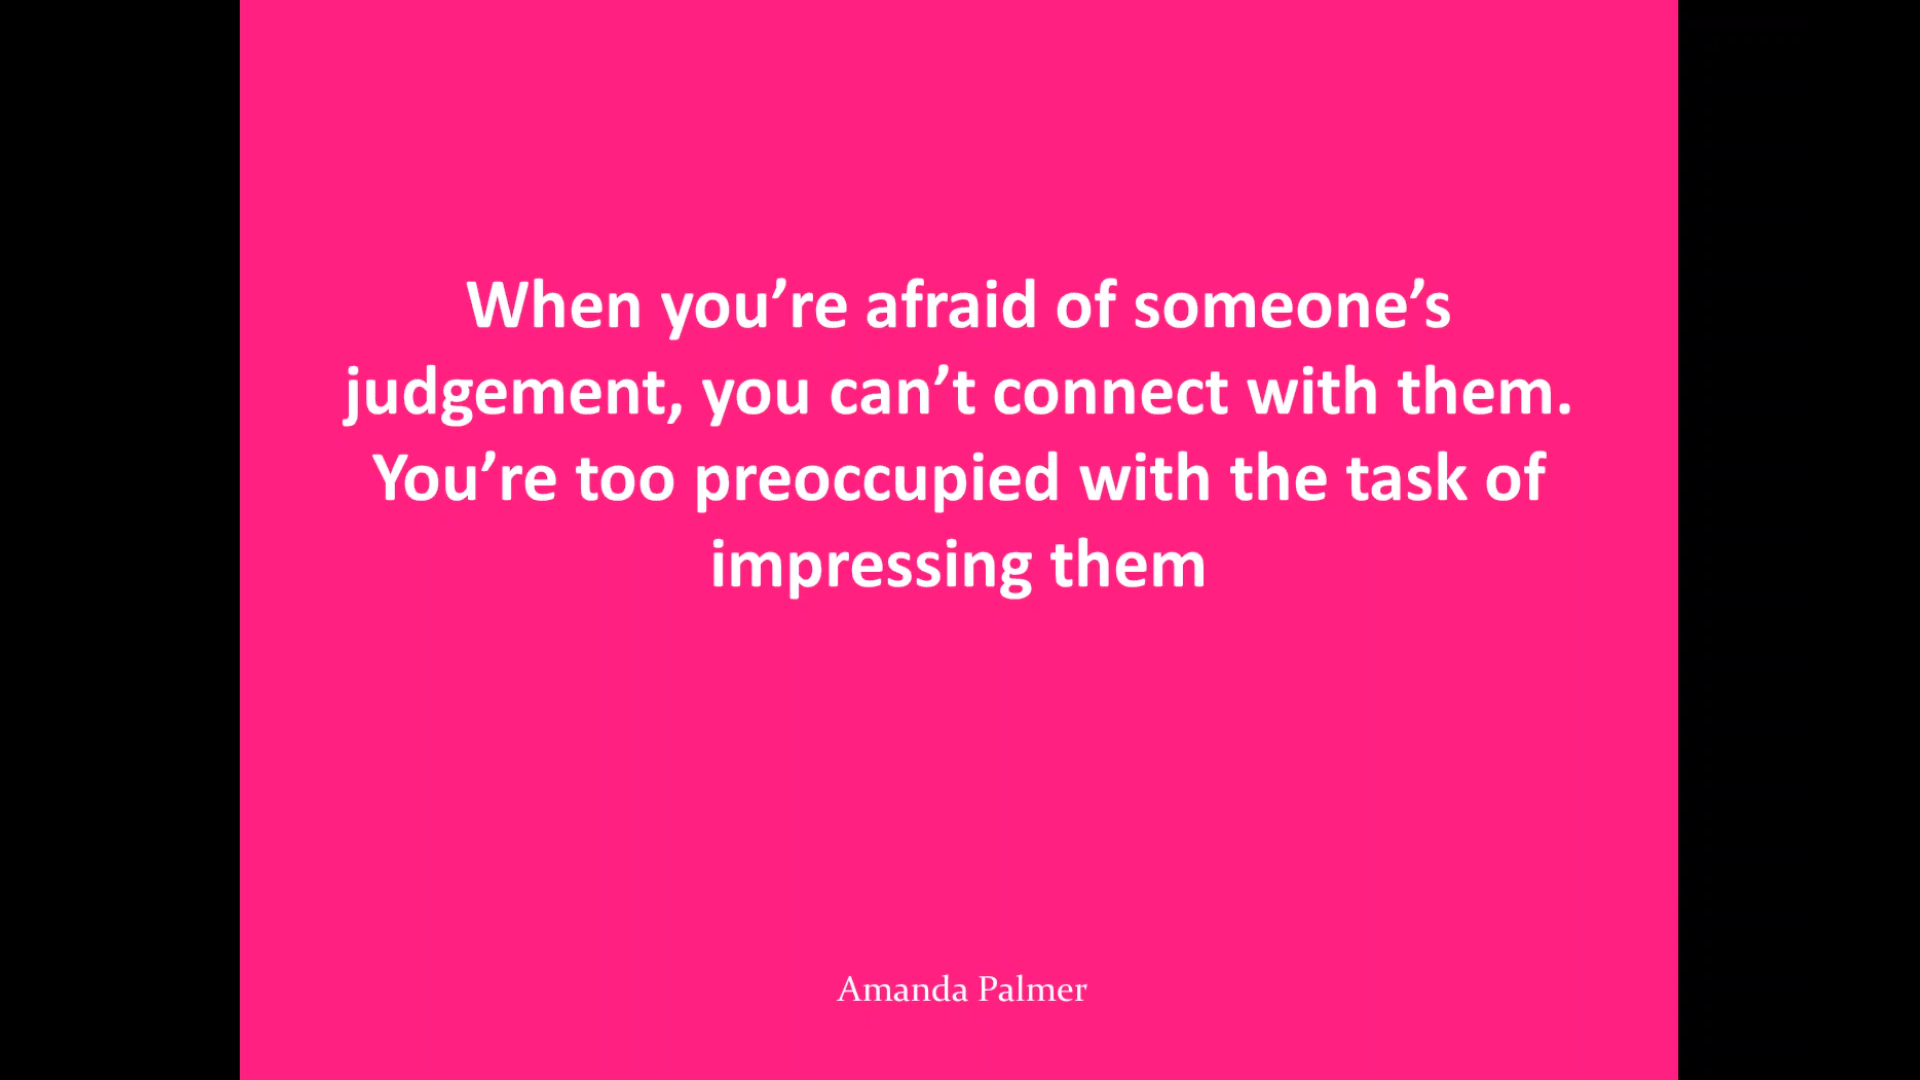 When you’re afraid of someone’s
judgement, you can’t connect with them.
You’re too preoccupied with the task of
impressing them
Amanda Palmer